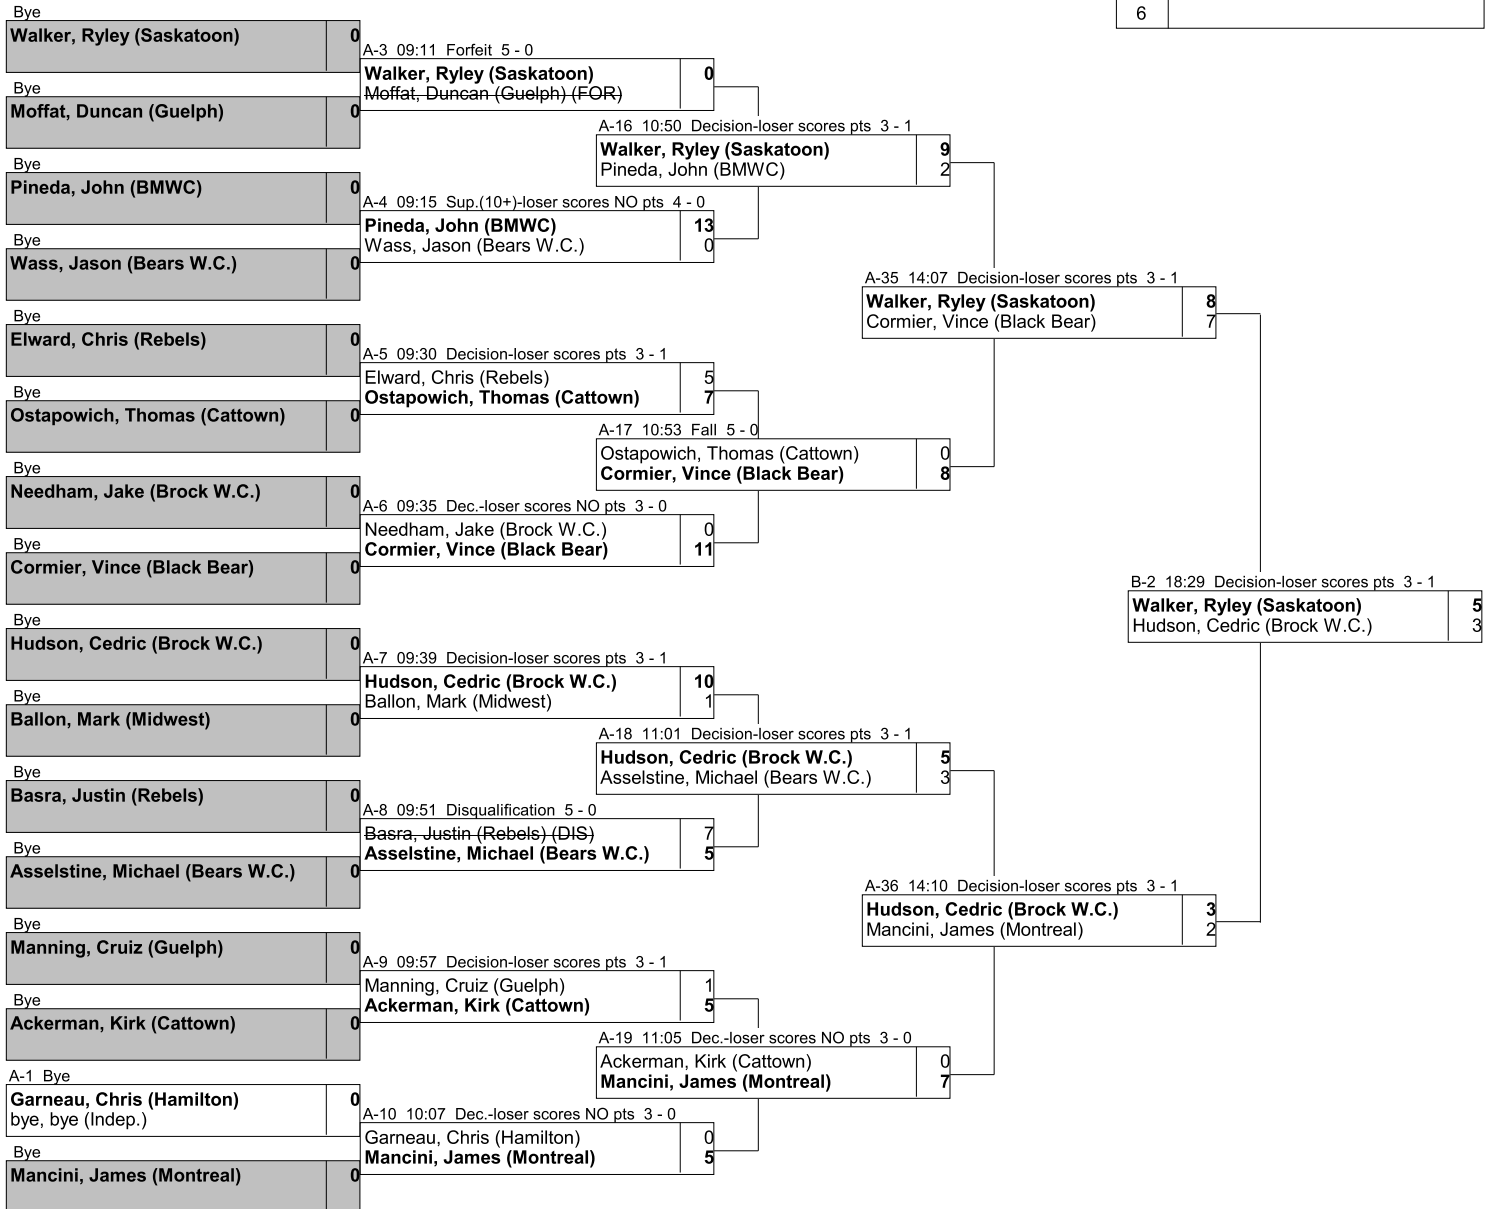 6
Bye
Walker, Ryley (Saskatoon) 0
Bye
Moffat, Duncan (Guelph) 0
Bye
Pineda, John (BMWC) 0
Bye
Wass, Jason (Bears W.C.) 0
Bye
Elward, Chris (Rebels) 0
Bye
Ostapowich, Thomas (Cattown) 0
Bye
Needham, Jake (Brock W.C.) 0
Bye
Cormier, Vince (Black Bear) 0
Bye
Hudson, Cedric (Brock W.C.) 0
Bye
Ballon, Mark (Midwest) 0
Bye
Basra, Justin (Rebels) 0
Bye
Asselstine, Michael (Bears W.C.) 0
Bye
Manning, Cruiz (Guelph) 0
Bye
Ackerman, Kirk (Cattown) 0
A-1 Bye
Garneau, Chris (Hamilton) 0
bye, bye (Indep.)
Bye
Mancini, James (Montreal) 0
A-3 09:11 Forfeit 5 - 0
Walker, Ryley (Saskatoon) 0
Moffat, Duncan (Guelph) (FOR)
A-4 09:15 Sup.(10+)-loser scores NO pts 4 - 0
Pineda, John (BMWC) 13
Wass, Jason (Bears W.C.) 0
A-5 09:30 Decision-loser scores pts 3 - 1
Elward, Chris (Rebels) 5
Ostapowich, Thomas (Cattown) 7
A-6 09:35 Dec.-loser scores NO pts 3 - 0
Needham, Jake (Brock W.C.) 0
Cormier, Vince (Black Bear) 11
A-7 09:39 Decision-loser scores pts 3 - 1
Hudson, Cedric (Brock W.C.) 10
Ballon, Mark (Midwest) 1
A-8 09:51 Disqualification 5 - 0
Basra, Justin (Rebels) (DIS) 7
Asselstine, Michael (Bears W.C.) 5
A-9 09:57 Decision-loser scores pts 3 - 1
Manning, Cruiz (Guelph) 1
Ackerman, Kirk (Cattown) 5
A-10 10:07 Dec.-loser scores NO pts 3 - 0
Garneau, Chris (Hamilton) 0
Mancini, James (Montreal) 5
A-16 10:50 Decision-loser scores pts 3 - 1
Walker, Ryley (Saskatoon) 9
Pineda, John (BMWC) 2
A-17 10:53 Fall 5 - 0
Ostapowich, Thomas (Cattown) 0
Cormier, Vince (Black Bear) 8
A-18 11:01 Decision-loser scores pts 3 - 1
Hudson, Cedric (Brock W.C.) 5
Asselstine, Michael (Bears W.C.) 3
A-19 11:05 Dec.-loser scores NO pts 3 - 0
Ackerman, Kirk (Cattown) 0
Mancini, James (Montreal) 7
A-35 14:07 Decision-loser scores pts 3 - 1
Walker, Ryley (Saskatoon) 8
Cormier, Vince (Black Bear) 7
A-36 14:10 Decision-loser scores pts 3 - 1
Hudson, Cedric (Brock W.C.) 3
Mancini, James (Montreal) 2
B-2 18:29 Decision-loser scores pts 3 - 1
Walker, Ryley (Saskatoon) 5
Hudson, Cedric (Brock W.C.) 3